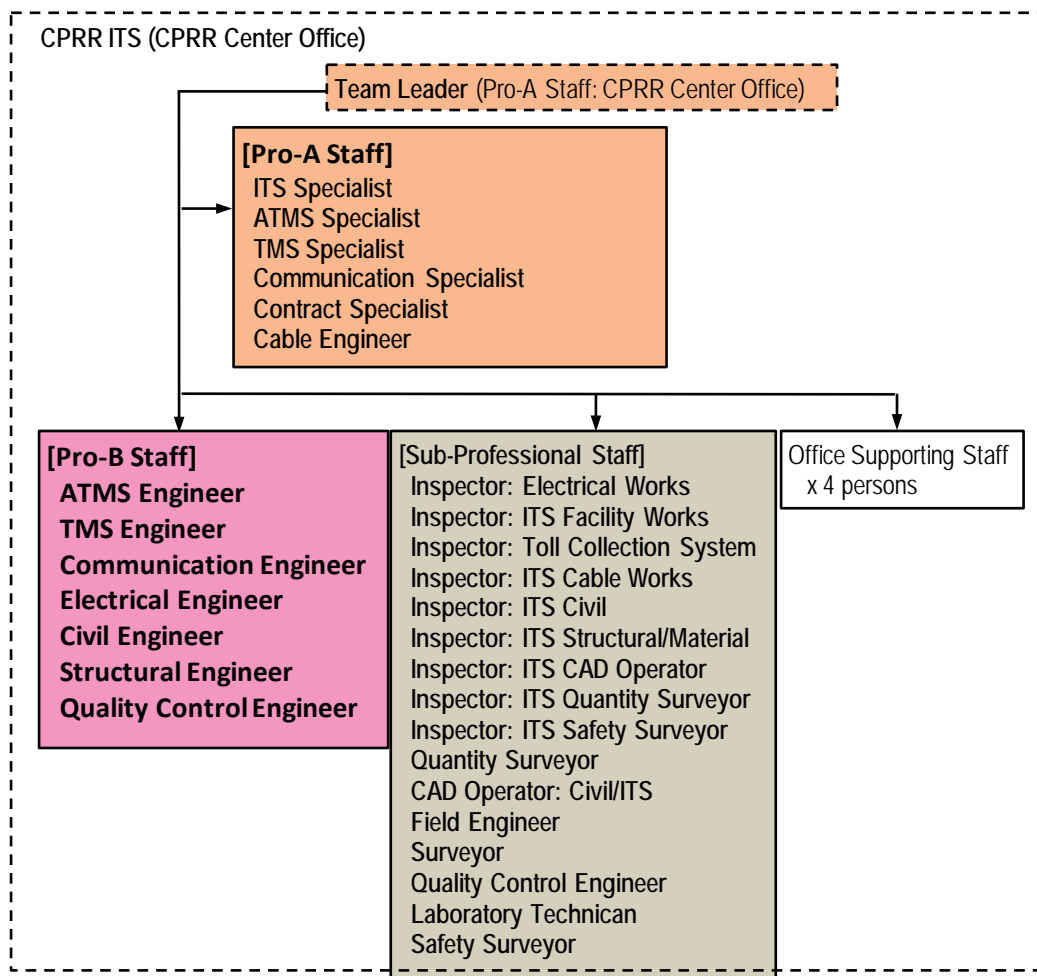 CPRR ITS (CPRR Center Office)
Team Leader (Pro-A Staff: CPRR Center Office)
[Pro-A Staff]
ITS Specialist
ATMS Specialist
TMS Specialist
Communication Specialist
Contract Specialist
Cable Engineer
[Pro-B Staff]
ATMS Engineer
TMS Engineer
Communication Engineer
Electrical Engineer
Civil Engineer
Structural Engineer
Quality Control Engineer
[Sub-Professional Staff]
Inspector: Electrical Works
Inspector: ITS Facility Works
Inspector: Toll Collection System
Inspector: ITS Cable Works
Inspector: ITS Civil
Inspector: ITS Structural/Material
Inspector: ITS CAD Operator
Inspector: ITS Quantity Surveyor
Inspector: ITS Safety Surveyor
Quantity Surveyor
CAD Operator: Civil/ITS
Field Engineer
Surveyor
Quality Control Engineer
Laboratory Technican
Safety Surveyor
Office Supporting Staff
x 4 persons